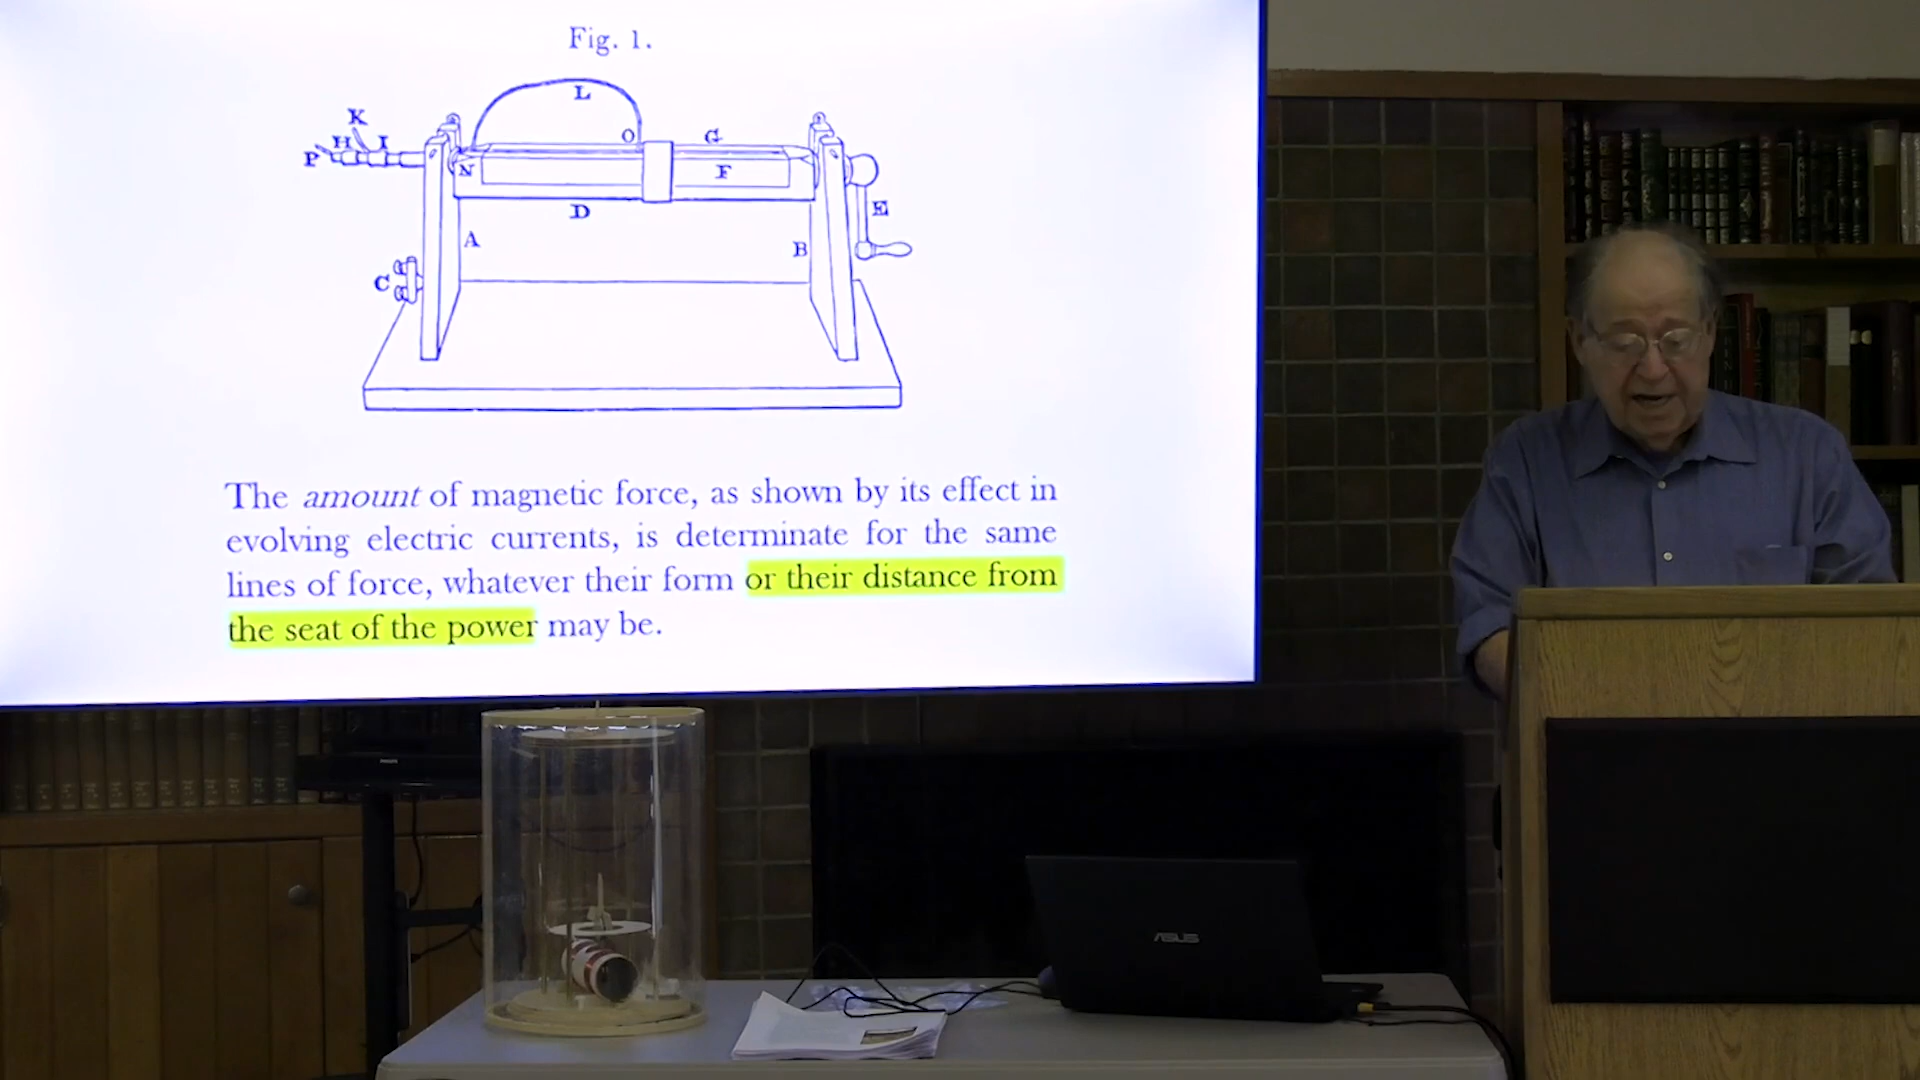 Fig. 1.
L
K
H I
P
O
G
N
F
D
E
A
B
C
The amount of magnetic force, as shown by its effect in
evolving electric currents, is determinate for the same
lines of force, whatever their form or their distance from
the seat of the power may be.
PHILIPS
ASUS